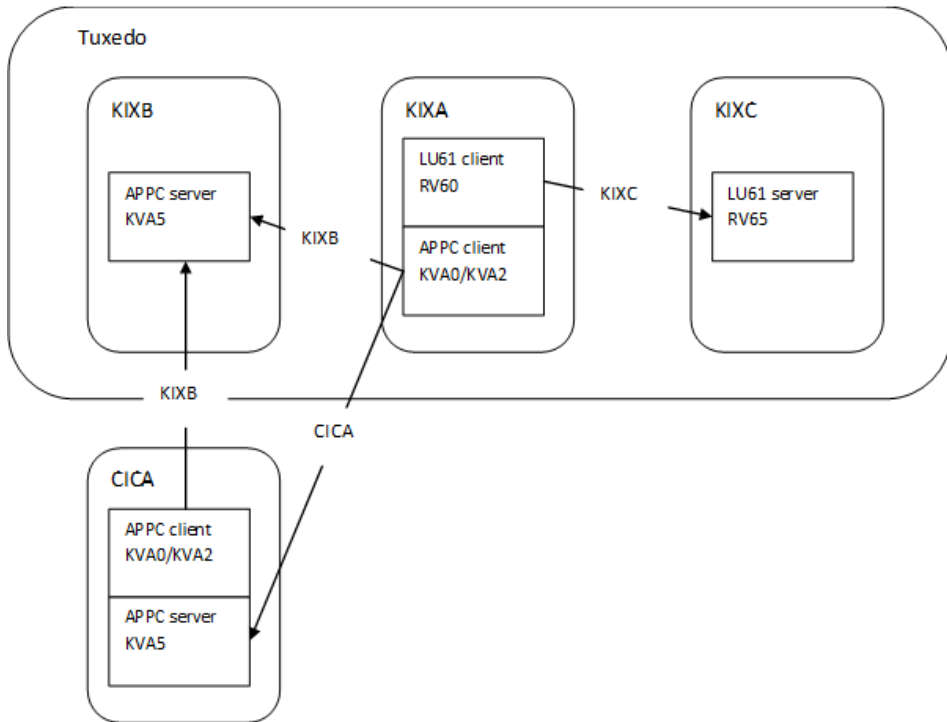 Tuxedo
KIXB
APPC server
KVA5
KIXA
LU61 client
RV60
APPC client
KVA0/KVA2
KIXC
LU61 server
RV65
KIXB
KIXC
KIXB
CICA
CICA
APPC client
KVA0/KVA2
APPC server
KVA5